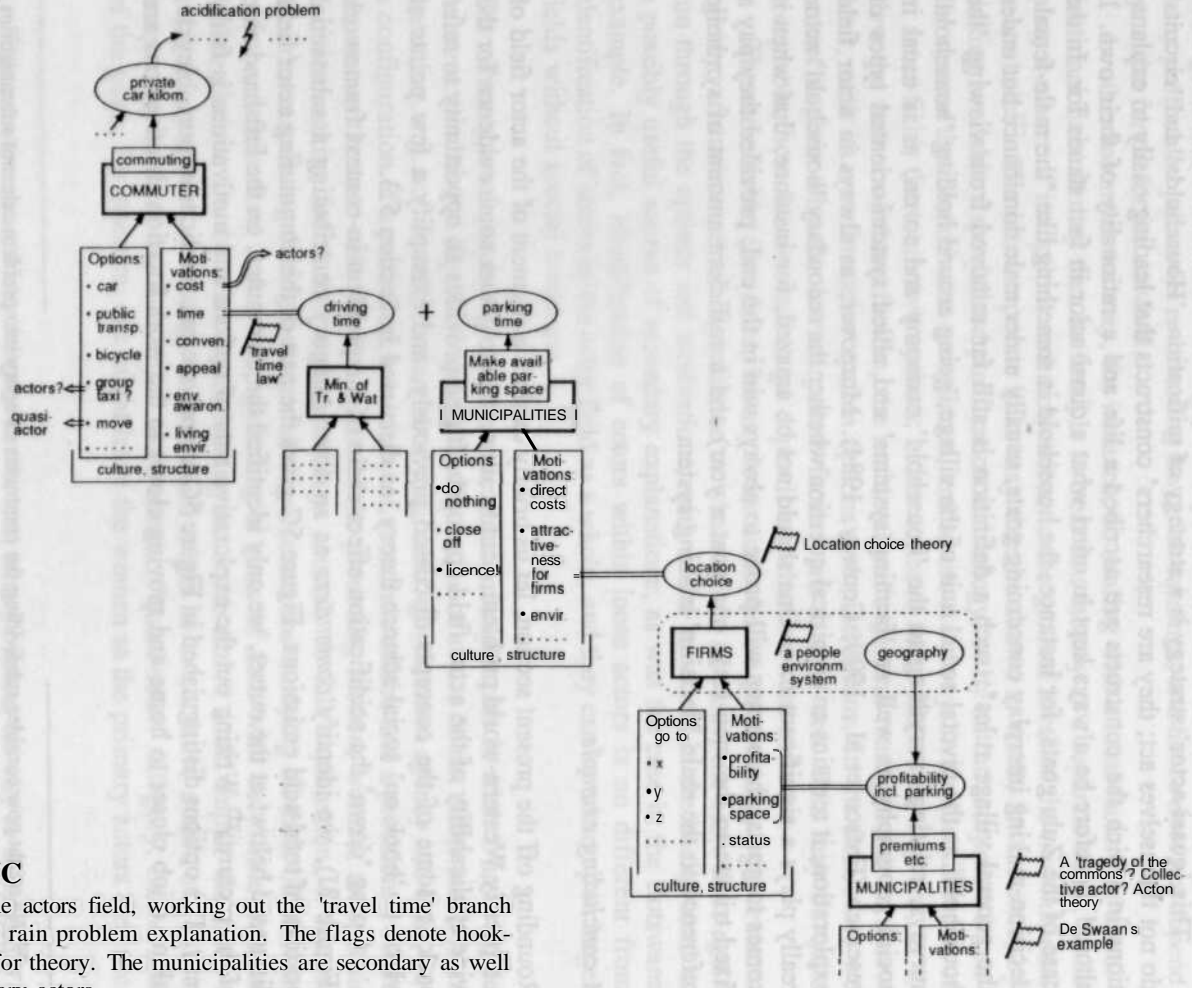 acidification problem
private
car kilom.
commuting
COMMUTER
Options:
• car
• public
transp.
• bicycle
• group
taxi ?
• move
actors?
quasi-
actor
Moti-
vations:
• cost
• time
• conven.
• appeal
• env.
awaron.
• living
envir.
culture, structure
actors?
'travel
time
law'
driving
time
+
parking
time
Min. of
Tr. & Wat
Make avail
able par-
king space
MUNICIPALITIES
Options
• do
nothing
• close
off
• licence!
Moti-
vations:
• direct
costs
• attrac-
tive-
ness
for
firms
• envir
culture, structure
location
choice
Location choice theory
FIRMS
a people
environm.
system
geography
Options
go to
• x
• y
• z
Moti-
vations:
• profita-
bility
• parking
space
. status
culture, structure
profitability
incl. parking
premiums
etc.
MUNICIPALITIES
Options:
Moti-
vations:
A 'tragedy of the
commons'? Collec-
tive actor? Acton
theory
De Swaan s
example
actors field, working out the 'travel time' branch
rain problem explanation. The flags denote hook-
for theory. The municipalities are secondary as well
actors